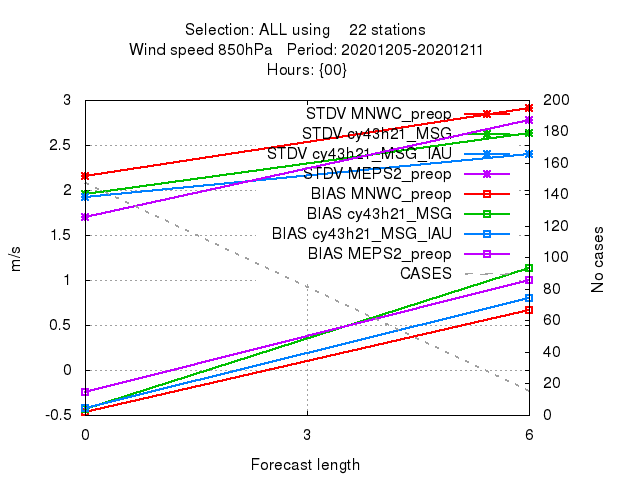 Selection: ALL using 22 stations
Wind speed 850hPa Period: 20201205-20201211
Hours: {00}
3
2.5
2
1.5
1
0.5
0
-0.5
m/s
200
180
160
140
120
100
80
60
40
20
0
No cases
STDV MNWC_preop
STDV cy43h21_MSG
STDV cy43h21_MSG_IAU
STDV MEPS2_preop
BIAS MNWC_preop
BIAS cy43h21_MSG
BIAS cy43h21_MSG_IAU
BIAS MEPS2_preop
CASES
0 3 6
Forecast length